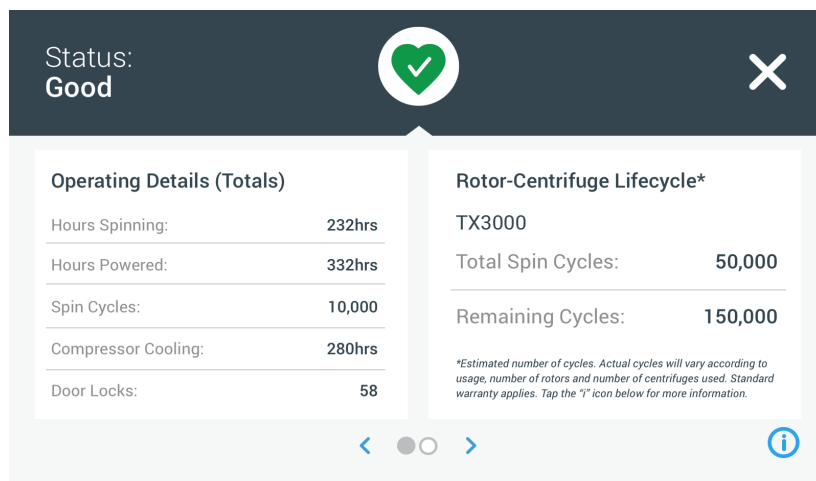 Status:
Good
Operating Details (Totals)
Hours Spinning: 232hrs
Hours Powered: 332hrs
Spin Cycles: 10,000
Compressor Cooling: 280hrs
Door Locks: 58
Rotor-Centrifuge Lifecycle*
TX3000
Total Spin Cycles: 50,000
Remaining Cycles: 150,000
*Estimated number of cycles. Actual cycles will vary according to
usage, number of rotors and number of centrifuges used. Standard
warranty applies. Tap the “i” icon below for more information.
i